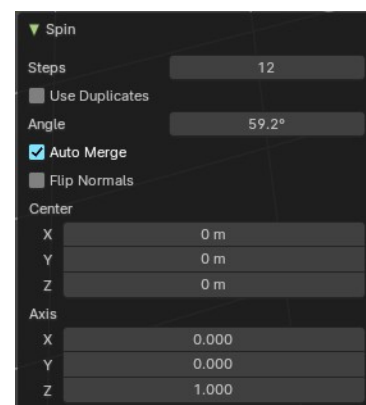 Spin
Steps 12
Use Duplicates
Angle 59.2°
Auto Merge
Flip Normals
Center
X 0 m
Y 0 m
Z 0 m
Axis
X 0.000
Y 0.000
Z 1.000